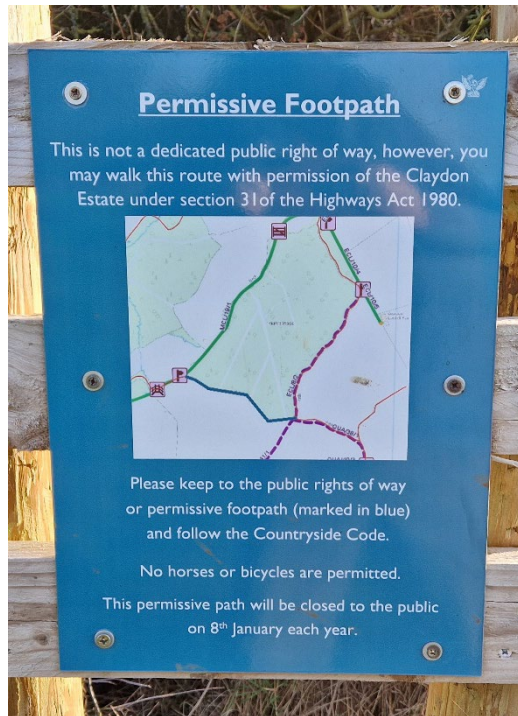 Permissive Footpath
This is not a dedicated public right of way, however, you
may walk this route with permission of the Claydon
Estate under section 31of the Highways Act 1980.
Please keep to the public rights of way
or permissive footpath (marked in blue)
and follow the Countryside Code.
No horses or bicycles are permitted.
This permissive path will be closed to the public
on 8th January each year.